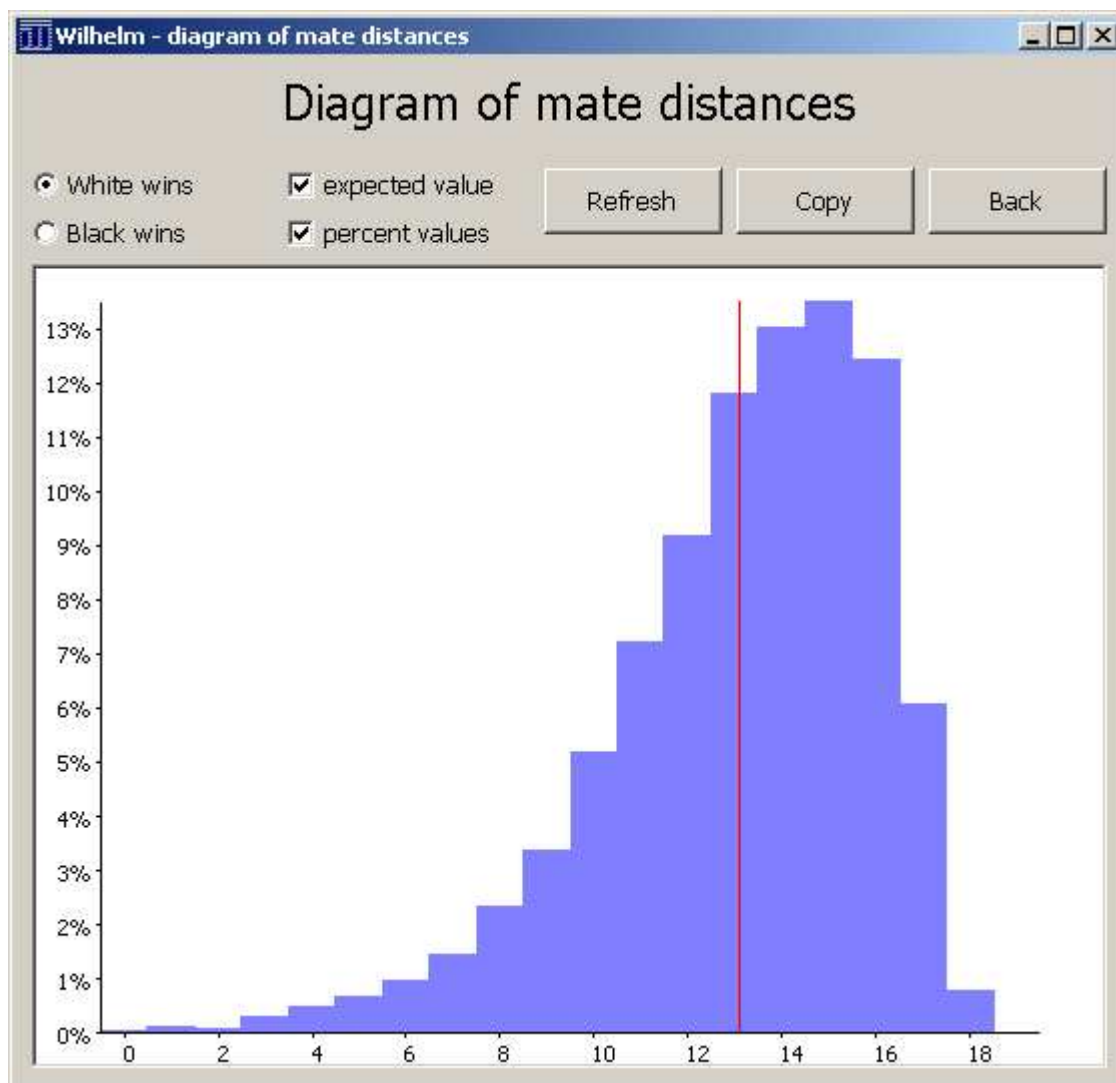 Wilhelm - diagram of mate distances
Diagram of mate distances
White wins
expected value
Refresh
Copy
Back
Black wins
percent values
13%
12%
11%
10%
9%
8%
7%
6%
5%
4%
3%
2%
1%
0%
0 2 4 6 8 10 12 14 16 18